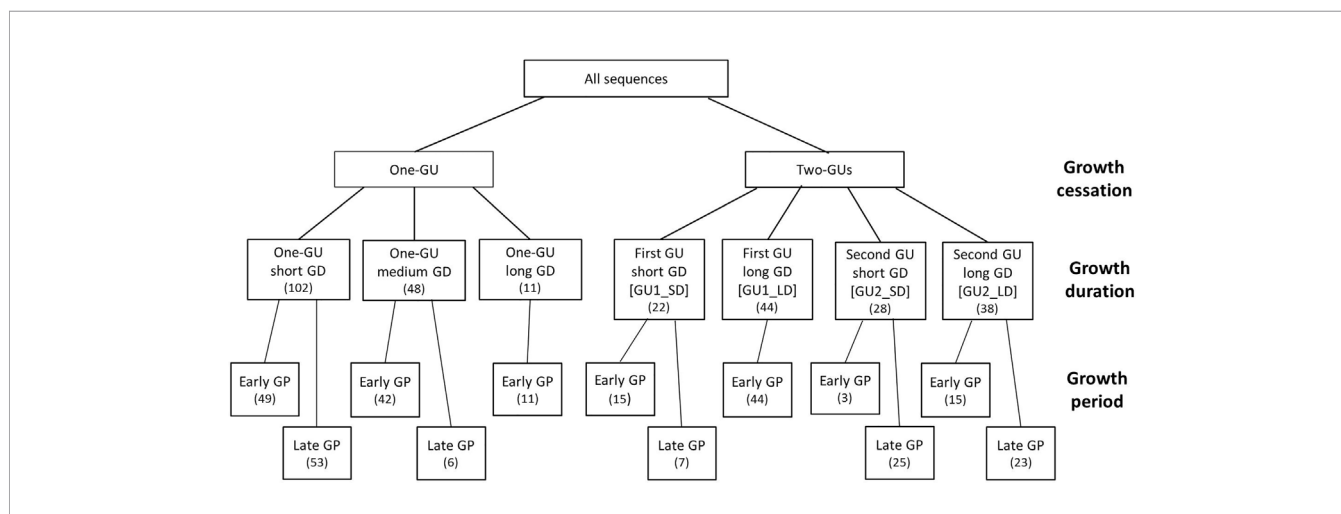 All sequences
One-GU
Two-GUs
Growth
cessation
One-GU
short GD
(102)
One-GU
medium GD
(48)
One-GU
long GD
(11)
First GU
short GD
[GU1_SD]
(22)
First GU
long GD
[GU1_LD]
(44)
Second GU
short GD
[GU2_SD]
(28)
Second GU
long GD
[GU2_LD]
(38)
Growth
duration
Early GP
(49)
Early GP
(42)
Early GP
(11)
Early GP
(15)
Early GP
(44)
Early GP
(3)
Early GP
(15)
Growth
period
Late GP
(53)
Late GP
(6)
Late GP
(7)
Late GP
(25)
Late GP
(23)